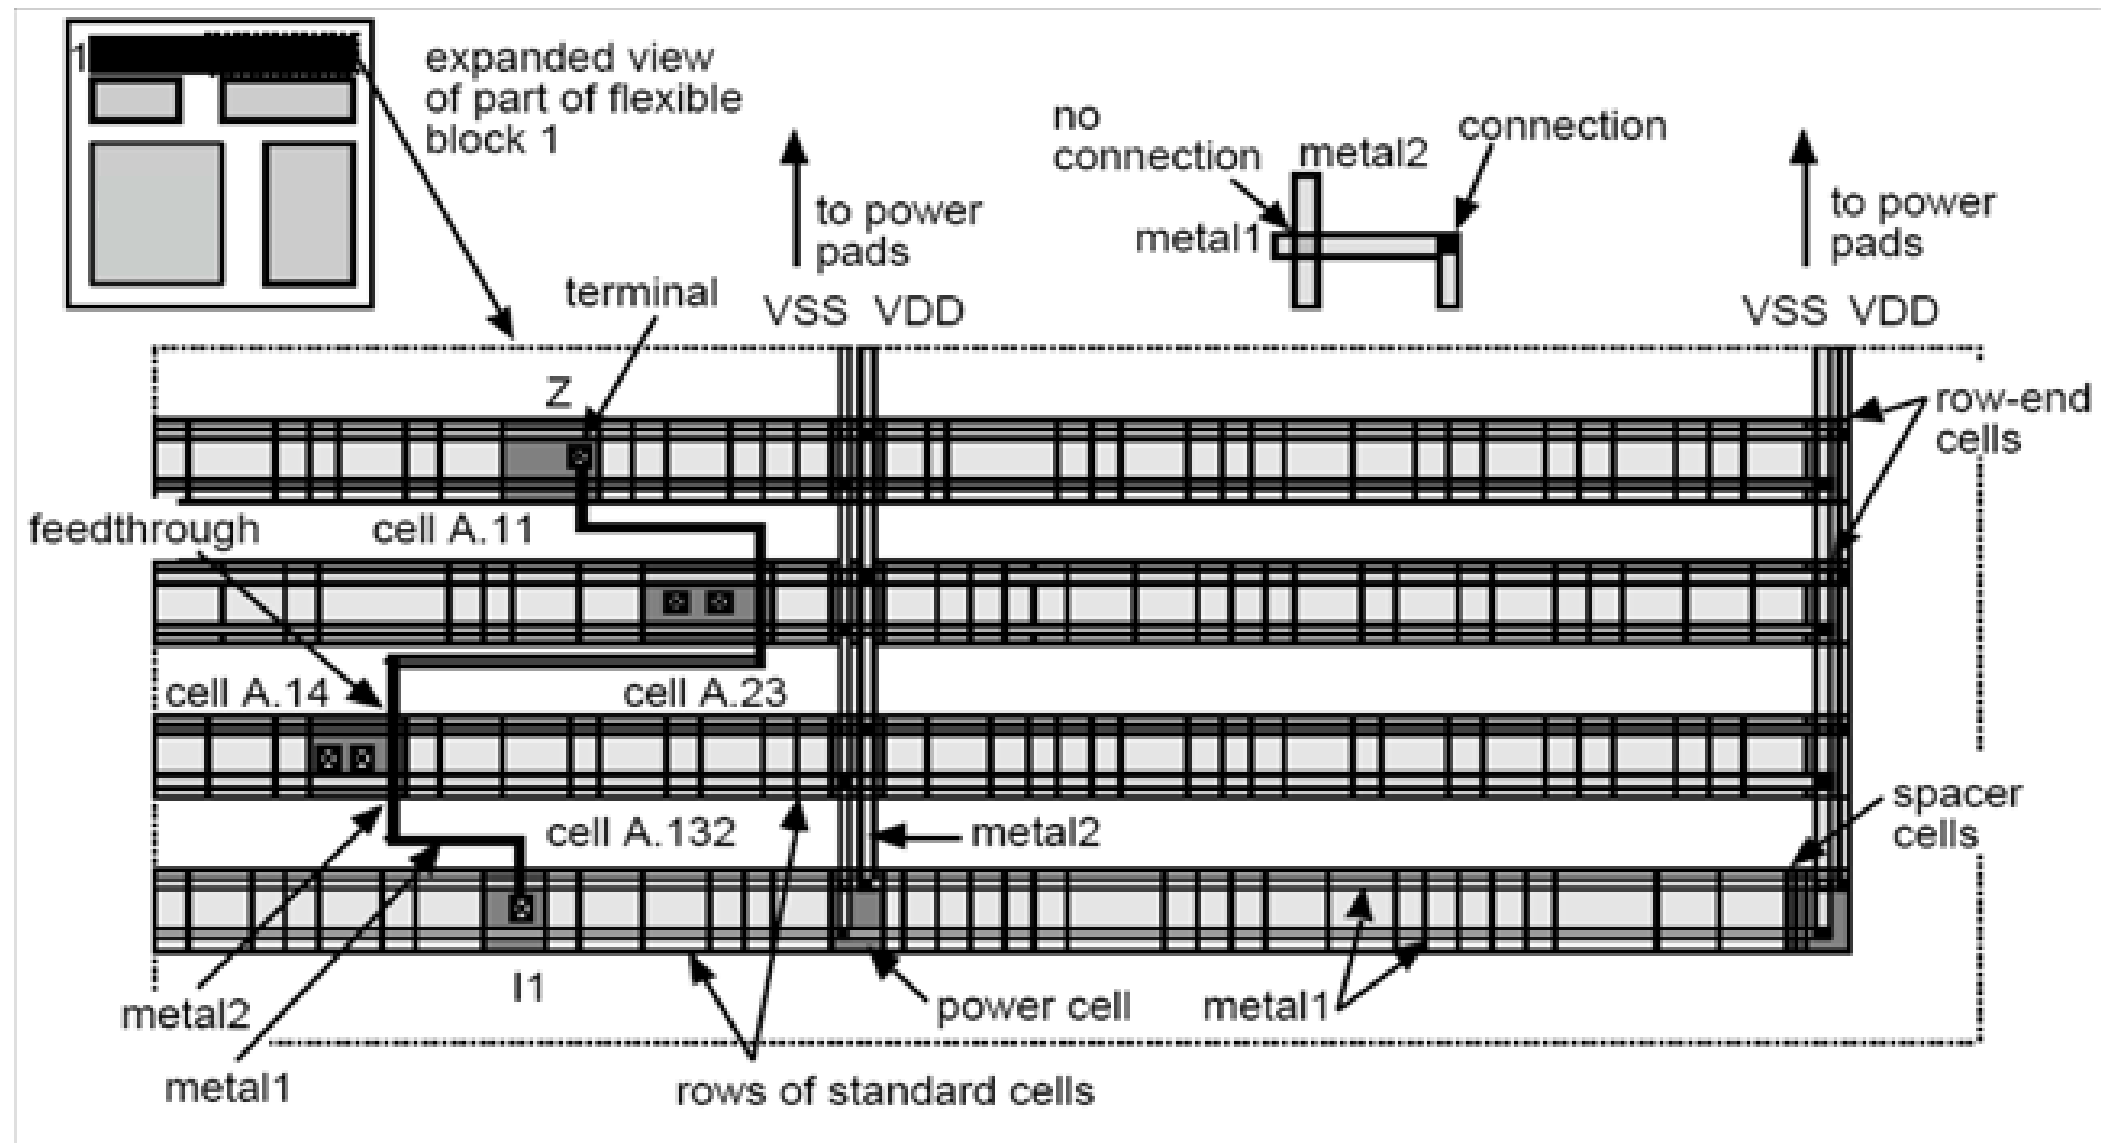 1
expanded view
of part of flexible
block 1
no
connection
metal2
connection
metal1
to power
pads
to power
pads
terminal
VSS VDD
VSS VDD
Z
row-end
cells
feedthrough
cell A.11
cell A.14
cell A.23
spacer
cells
cell A.132
metal2
I1
metal2
power cell
metal1
metal1
rows of standard cells